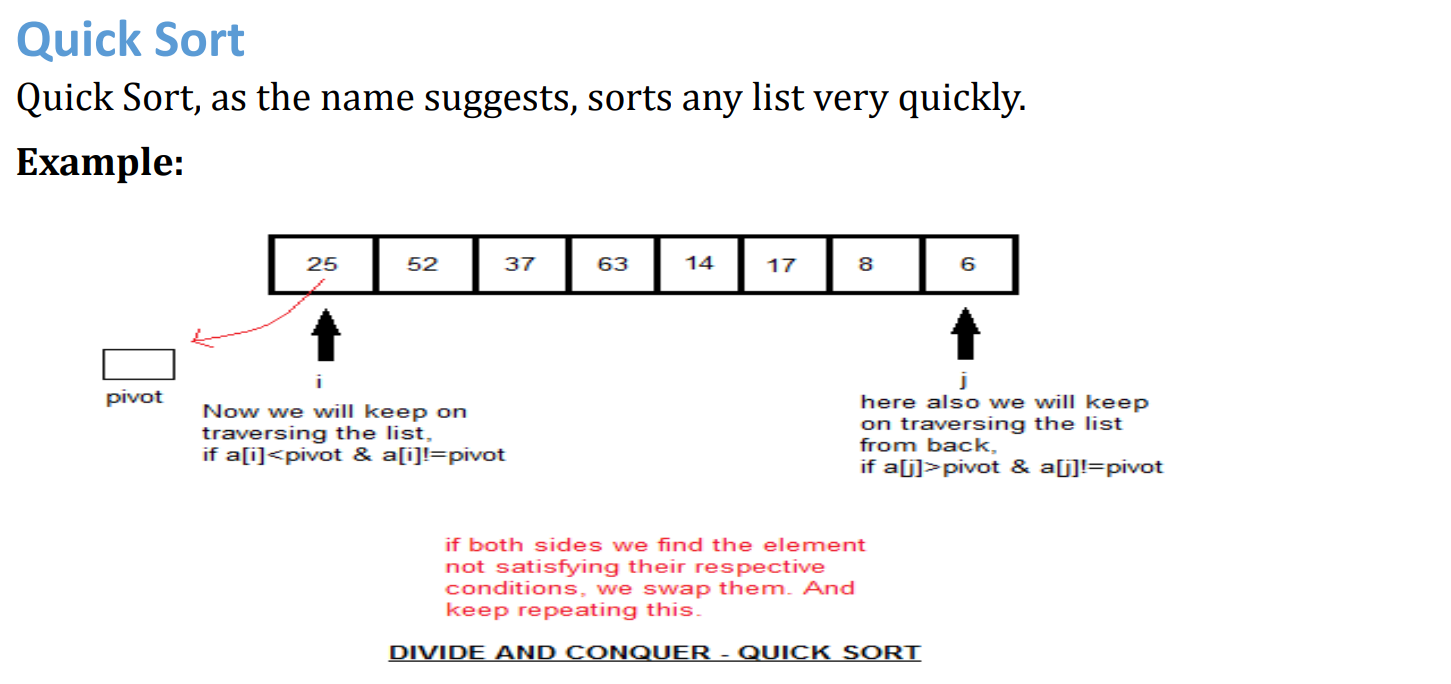 Quick Sort
Quick Sort, as the name suggests, sorts any list very quickly.
Example:
25 52 37 63 14 17 8 6
i
j
pivot
Now we will keep on
traversing the list,
if a[i]<pivot & a[i]!=pivot
here also we will keep
on traversing the list
from back,
if a[j]>pivot & a[j]!=pivot
if both sides we find the element
not satisfying their respective
conditions, we swap them. And
keep repeating this.
DIVIDE AND CONQUER - QUICK SORT